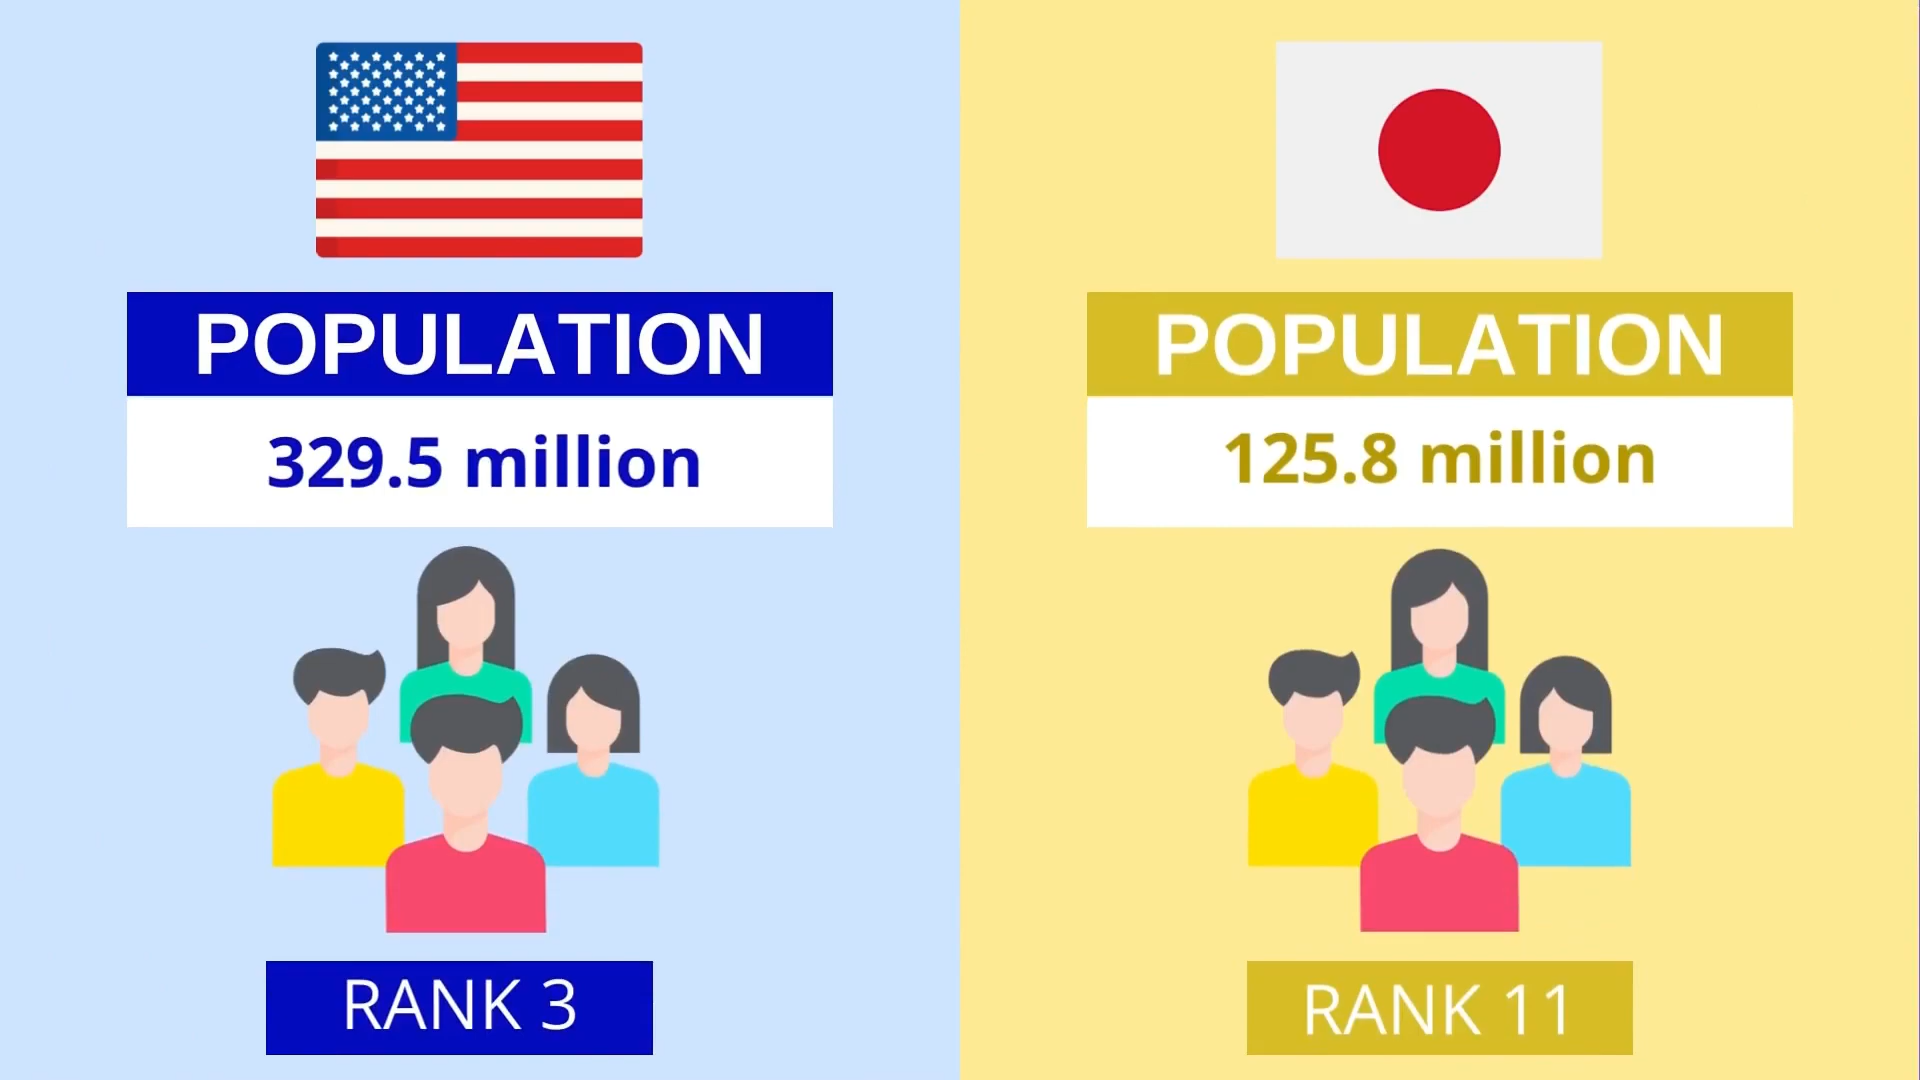 POPULATION
329.5 million
RANK 3
POPULATION
125.8 million
RANK 11